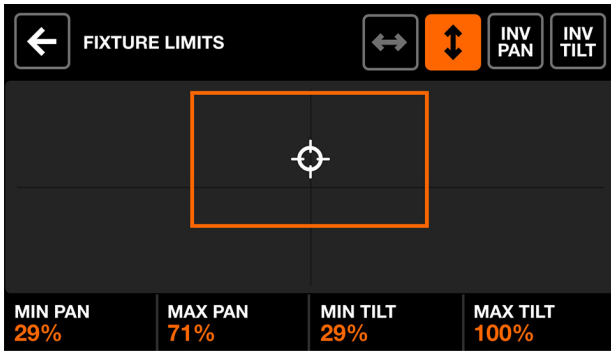 FIXTURE LIMITS
INV
PAN
INV
TILT
MIN PAN
29%
MAX PAN
71%
MIN TILT
29%
MAX TILT
100%